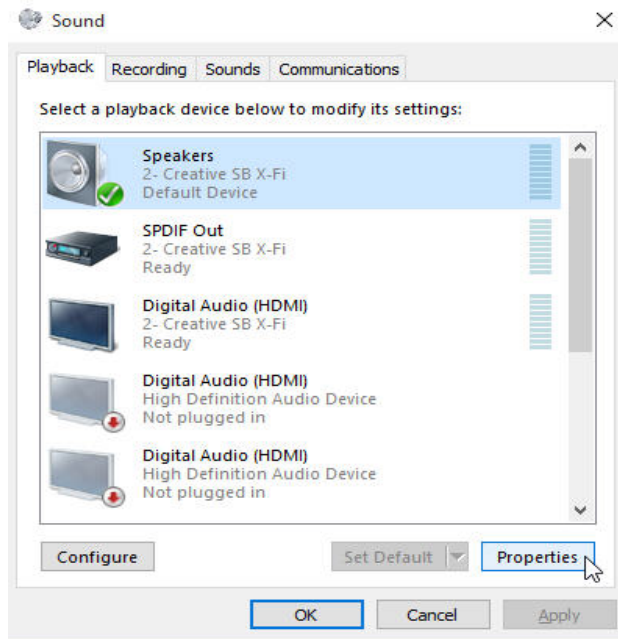 Sound
Playback Recording Sounds Communications
Select a playback device below to modify its settings:
Speakers
2- Creative SB X-Fi
Default Device
SPDIF Out
2- Creative SB X-Fi
Ready
Digital Audio (HDMI)
2- Creative SB X-Fi
Ready
Digital Audio (HDMI)
High Definition Audio Device
Not plugged in
Digital Audio (HDMI)
High Definition Audio Device
Not plugged in
Configure Set Default Properties
OK Cancel Apply